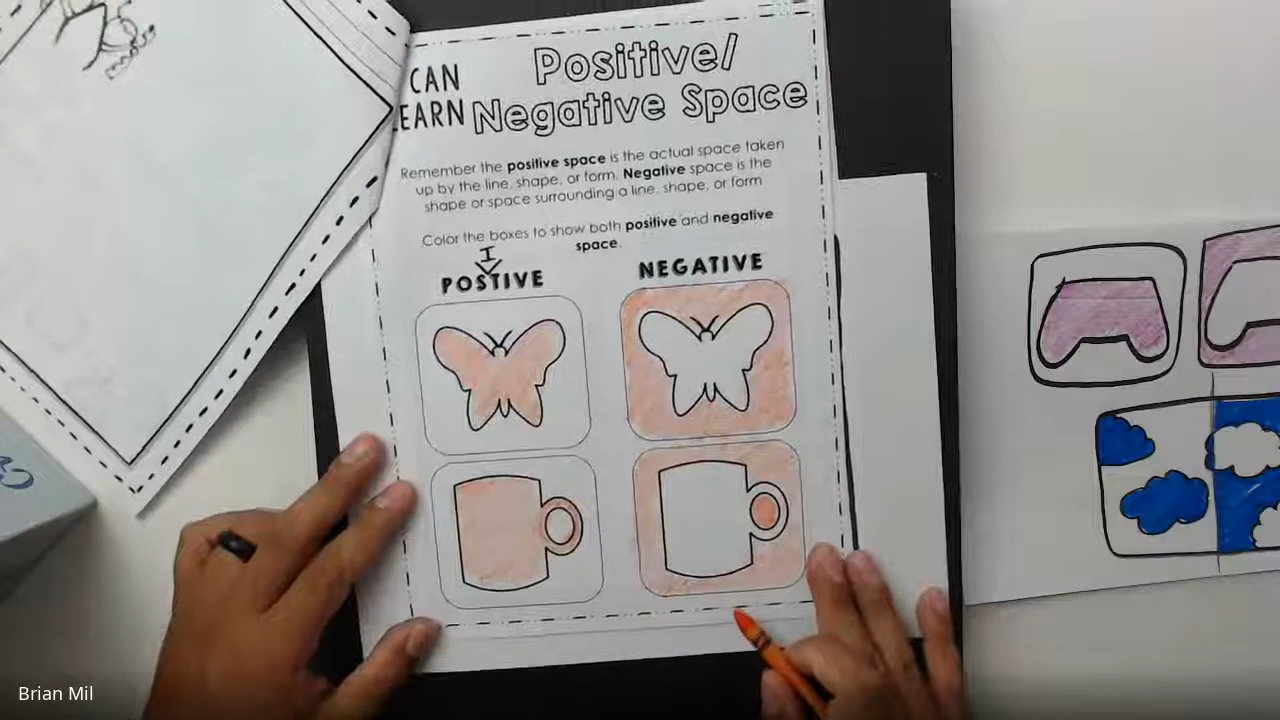 CAN
EARN
Positive/
Negative Space
Remember the positive space is the actual space taken
up by the line, shape, or form. Negative space is the
shape or space surrounding a line, shape, or form
Color the boxes to show both positive and negative
space.
I
POSTIVE
NEGATIVE
Brian Mil